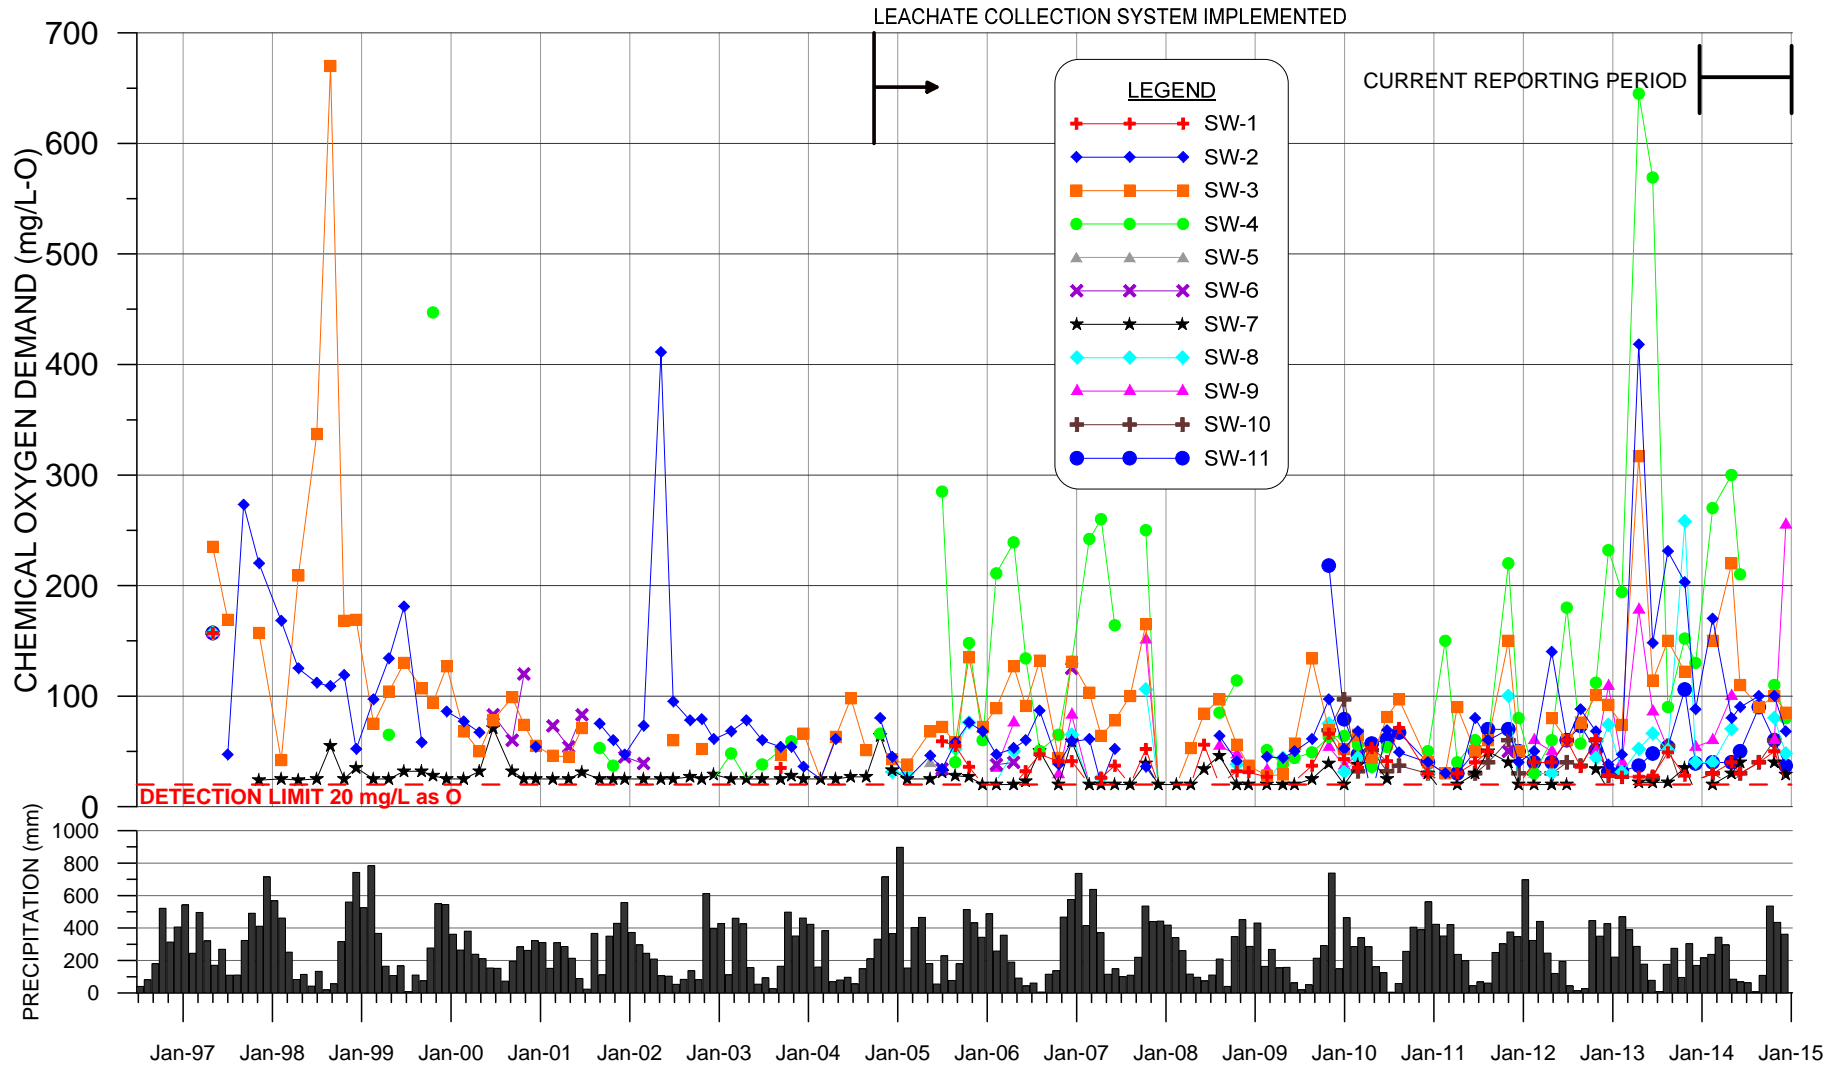 LEACHATE COLLECTION SYSTEM IMPLEMENTED
CURRENT REPORTING PERIOD
CHEMICAL OXYGEN DEMAND (mg/L-O)
700
600
500
400
300
200
100
0
LEGEND
SW-1
SW-2
SW-3
SW-4
SW-5
SW-6
SW-7
SW-8
SW-9
SW-10
SW-11
DETECTION LIMIT 20 mg/L as O
PRECIPITATION (mm)
1000
800
600
400
200
0
Jan-97 Jan-98 Jan-99 Jan-00 Jan-01 Jan-02 Jan-03 Jan-04 Jan-05 Jan-06 Jan-07 Jan-08 Jan-09 Jan-10 Jan-11 Jan-12 Jan-13 Jan-14 Jan-15